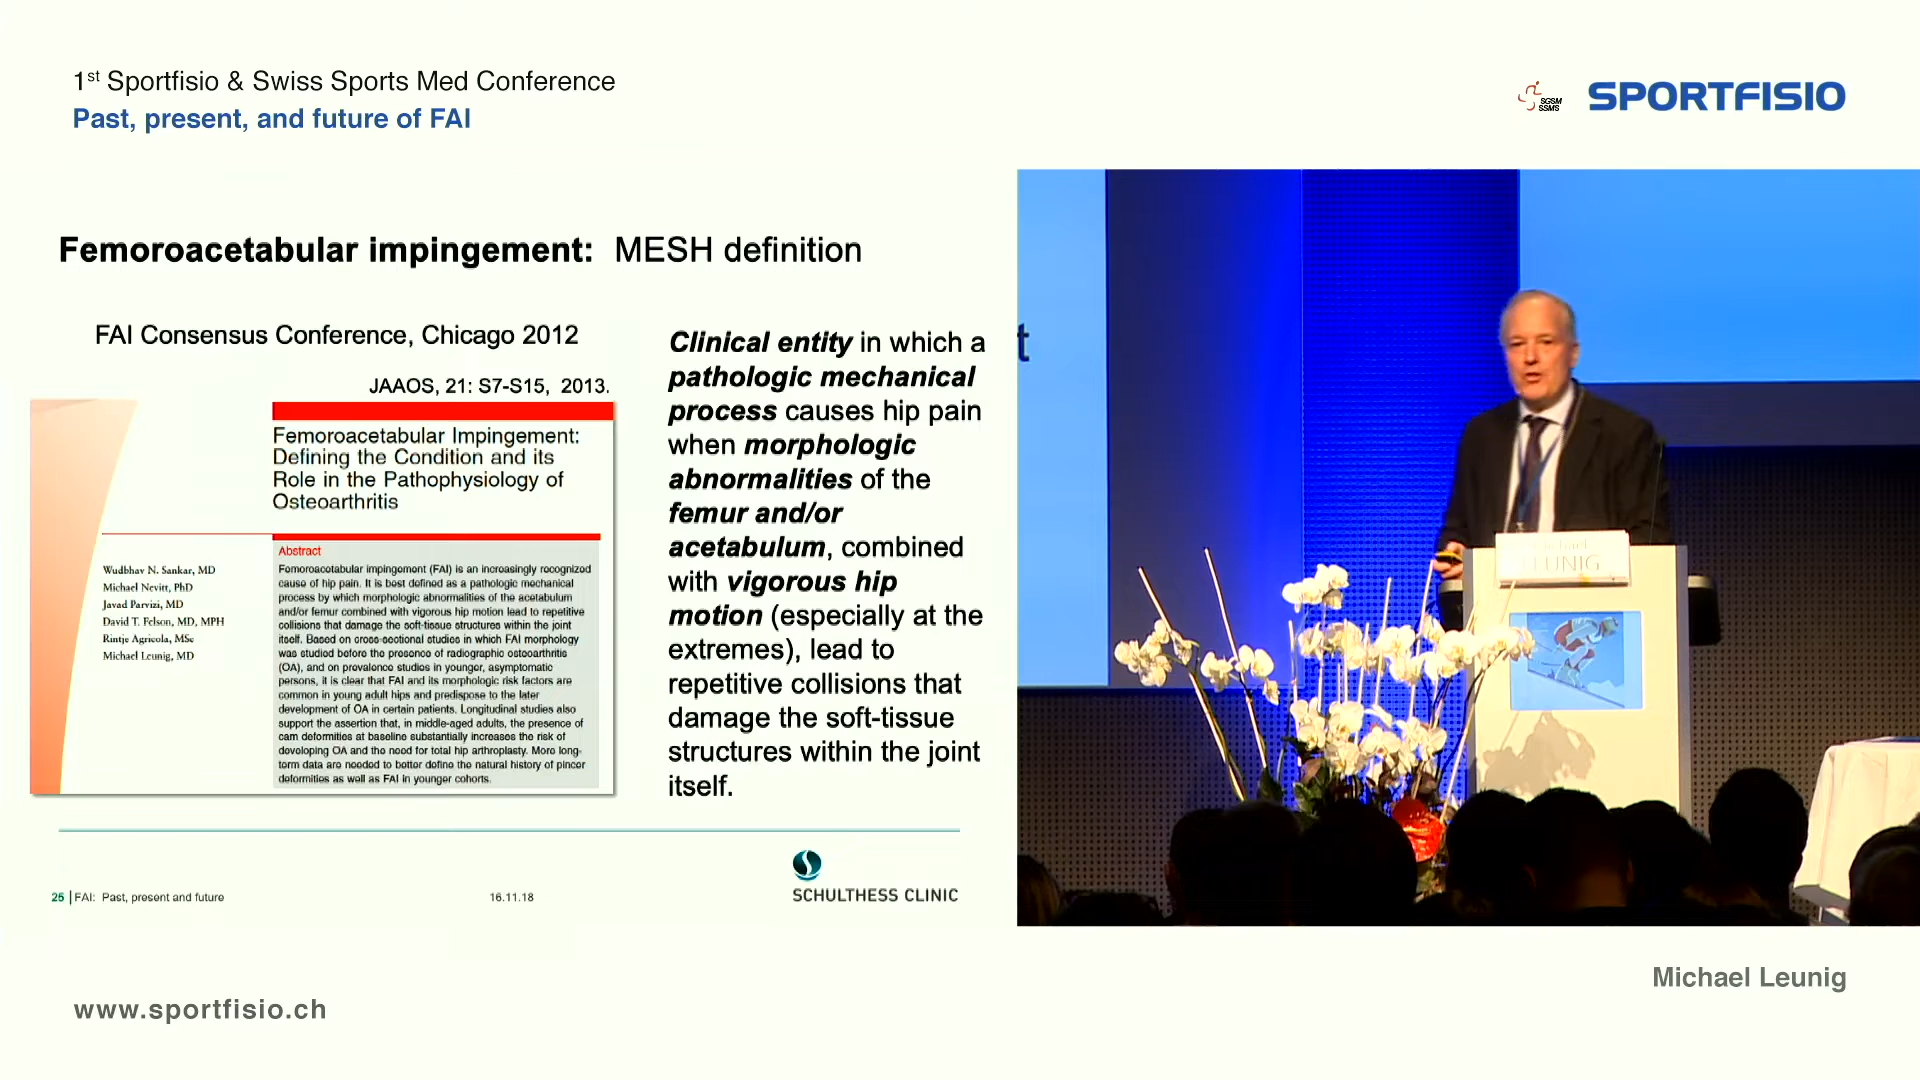 1st Sportfisio & Swiss Sports Med Conference
Past, present, and future of FAI
SGSM
SSMS
SPORTFISIO
Femoroacetabular impingement: MESH definition
FAI Consensus Conference, Chicago 2012
JAAOS, 21: S7-S15, 2013.
Femoroacetabular Impingement:
Defining the Condition and its
Role in the Pathophysiology of
Osteoarthritis
Wudbhav N. Sankar, MD
Michael Nevitt, PhD
Javad Parvizi, MD
David T. Felson, MD, MPH
Rintje Agricola, MSc
Michael Leunig, MD
Abstract
Femoroacetabular impingement (FAI) is an increasingly recognized
cause of hip pain. It is best defined as a pathologic mechanical
process by which morphologic abnormalities of the acetabulum
and/or femur combined with vigorous hip motion lead to repetitive
collisions that damage the soft-tissue structures within the joint
itself. Based on cross-sectional studies in which FAI morphology
was studied before the presence of radiographic osteoarthritis
(OA), and on prevalence studies in younger, asymptomatic
persons, it is clear that FAI and its morphologic risk factors are
common in young adult hips and predispose to the later
development of OA in certain patients. Longitudinal studies also
support the assertion that, in middle-aged adults, the presence of
cam deformities at baseline substantially increases the risk of
developing OA and the need for total hip arthroplasty. More long-
term data are needed to better define the natural history of pincer
deformities as well as FAI in younger cohorts.
Clinical entity in which a
pathologic mechanical
process causes hip pain
when morphologic
abnormalities of the
femur and/or
acetabulum, combined
with vigorous hip
motion (especially at the
extremes), lead to
repetitive collisions that
damage the soft-tissue
structures within the joint
itself.
25 | FAI: Past, present and future
16.11.18
SCHULTHESS CLINIC
t
Michael
LEUNIG
Michael Leunig
www.sportfisio.ch